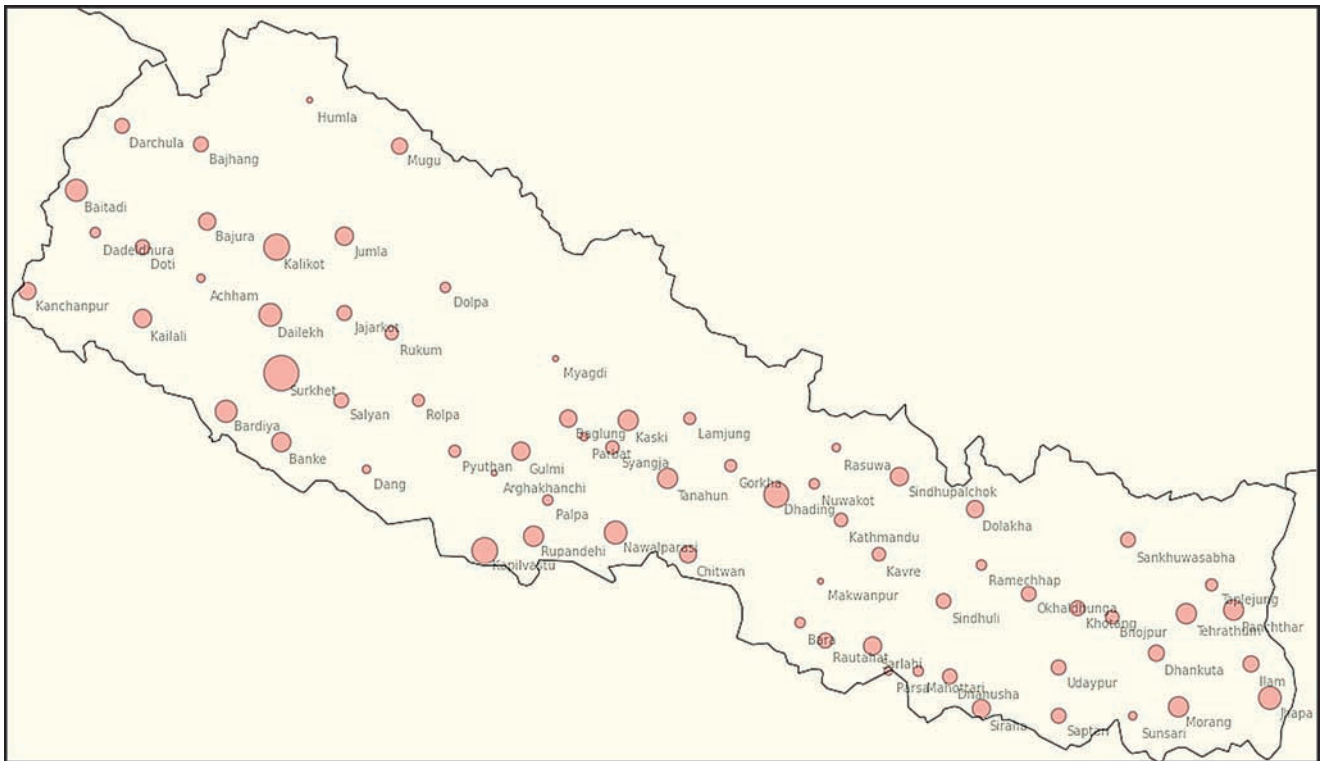 Humla
Darchula
Bajhang
Mugu
Baitadi
Bajura
Dadeldhura
Doti
Kalikot
Jumla
Achham
Kanchanpur
Dolpa
Kailali
Dailekh
Jajarkot
Rukum
Myagdi
Surkhet
Salyan
Rolpa
Bardiya
Banke
Baglung
Kaski
Lamjung
Parbat
Syangja
Pyuthan
Gulmi
Rasuwa
Dang
Arghakhanchi
Tanahun
Gorkha
Sindhupalchok
Nuwakot
Dhading
Palpa
Dolakha
Kathmandu
Rupandehi
Nawalparasi
Kapilvastu
Chitwan
Kavre
Sankhuwasabha
Ramechhap
Makwanpur
Taplejung
Okhaldhunga
Sindhuli
Khotang
Bhojpur
Tehrathum
Panchthar
Bara
Rautahat
Sarlahi
Dhankuta
Parsa
Mahottari
Dhanusha
Udaypur
Ilam
Siraha
Saptari
Sunsari
Morang
Jhapa